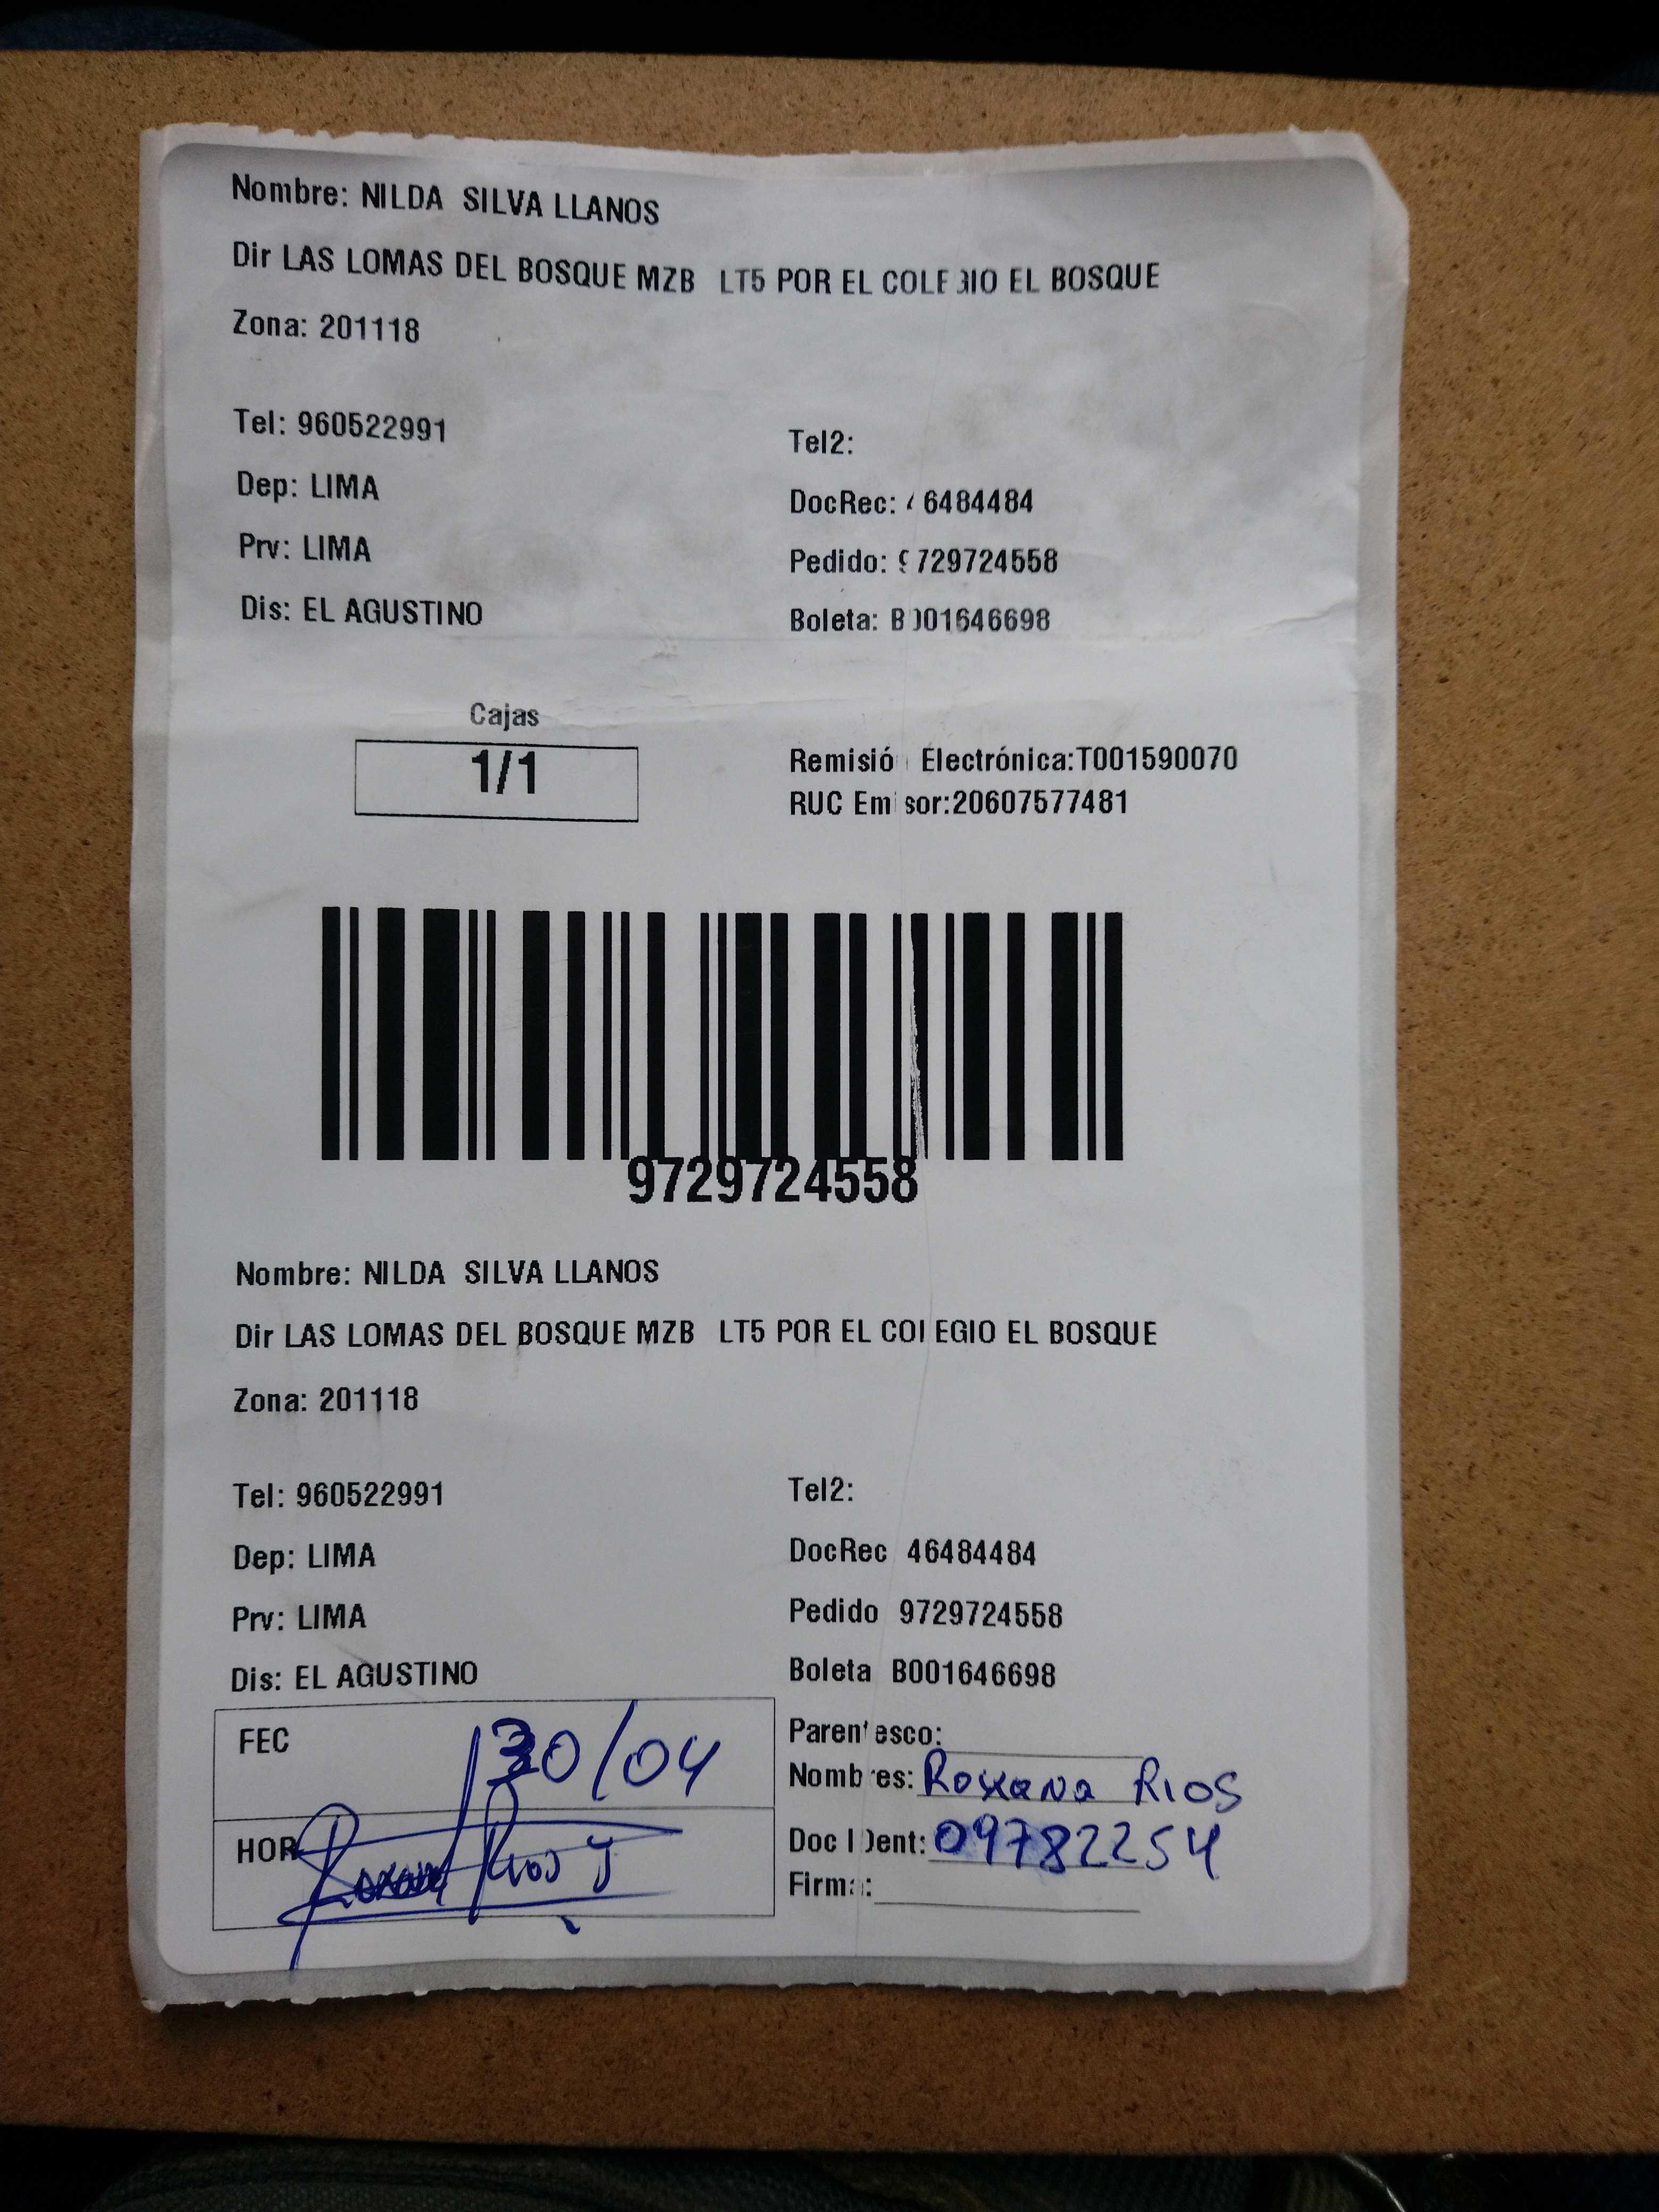 Nombre: NILDA SILVA LLANOS
Dir LAS LOMAS DEL BOSQUE MZB LT5 POR EL COLEGIO EL BOSQUE
Zona: 201118
Tel: 960522991
Tel2:
Dep: LIMA
DocRec: 46484484
Prv: LIMA
Pedido: 9729724558
Dis: EL AGUSTINO
Boleta: B001646698
Cajas
1/1
Remisión Electrónica:T001590070
RUC Emisor:20607577481
9729724558
Nombre: NILDA SILVA LLANOS
Dir LAS LOMAS DEL BOSQUE MZB LT5 POR EL COLEGIO EL BOSQUE
Zona: 201118
Tel: 960522991
Tel2:
Dep: LIMA
DocRec 46484484
Prv: LIMA
Pedido 9729724558
Dis: EL AGUSTINO
Boleta B001646698
FEC 30/04
Parentesco:
Nombres: Roxana Rios
HOR
Doc IDent: 09782254
Firma: